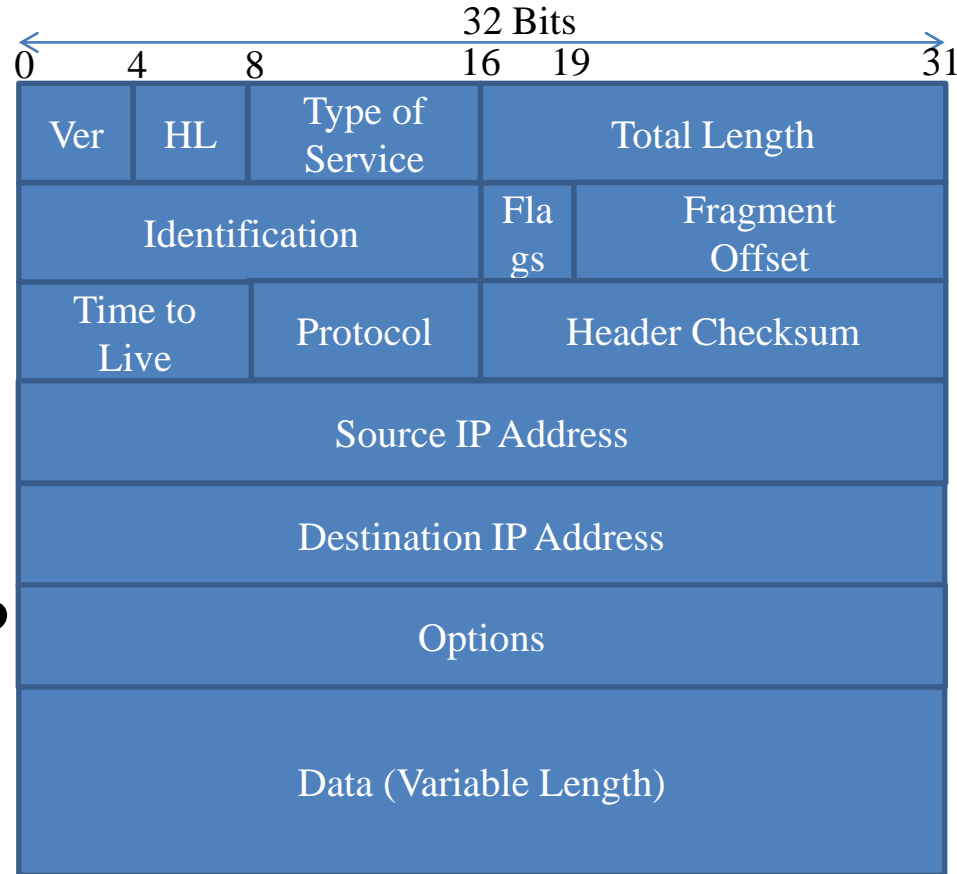 32 Bits
0 4 8 16 19 31
Ver HL Type of Service Total Length
Identification Fla gs Fragment Offset
Time to Live Protocol Header Checksum
Source IP Address
Destination IP Address
Options
Data (Variable Length)